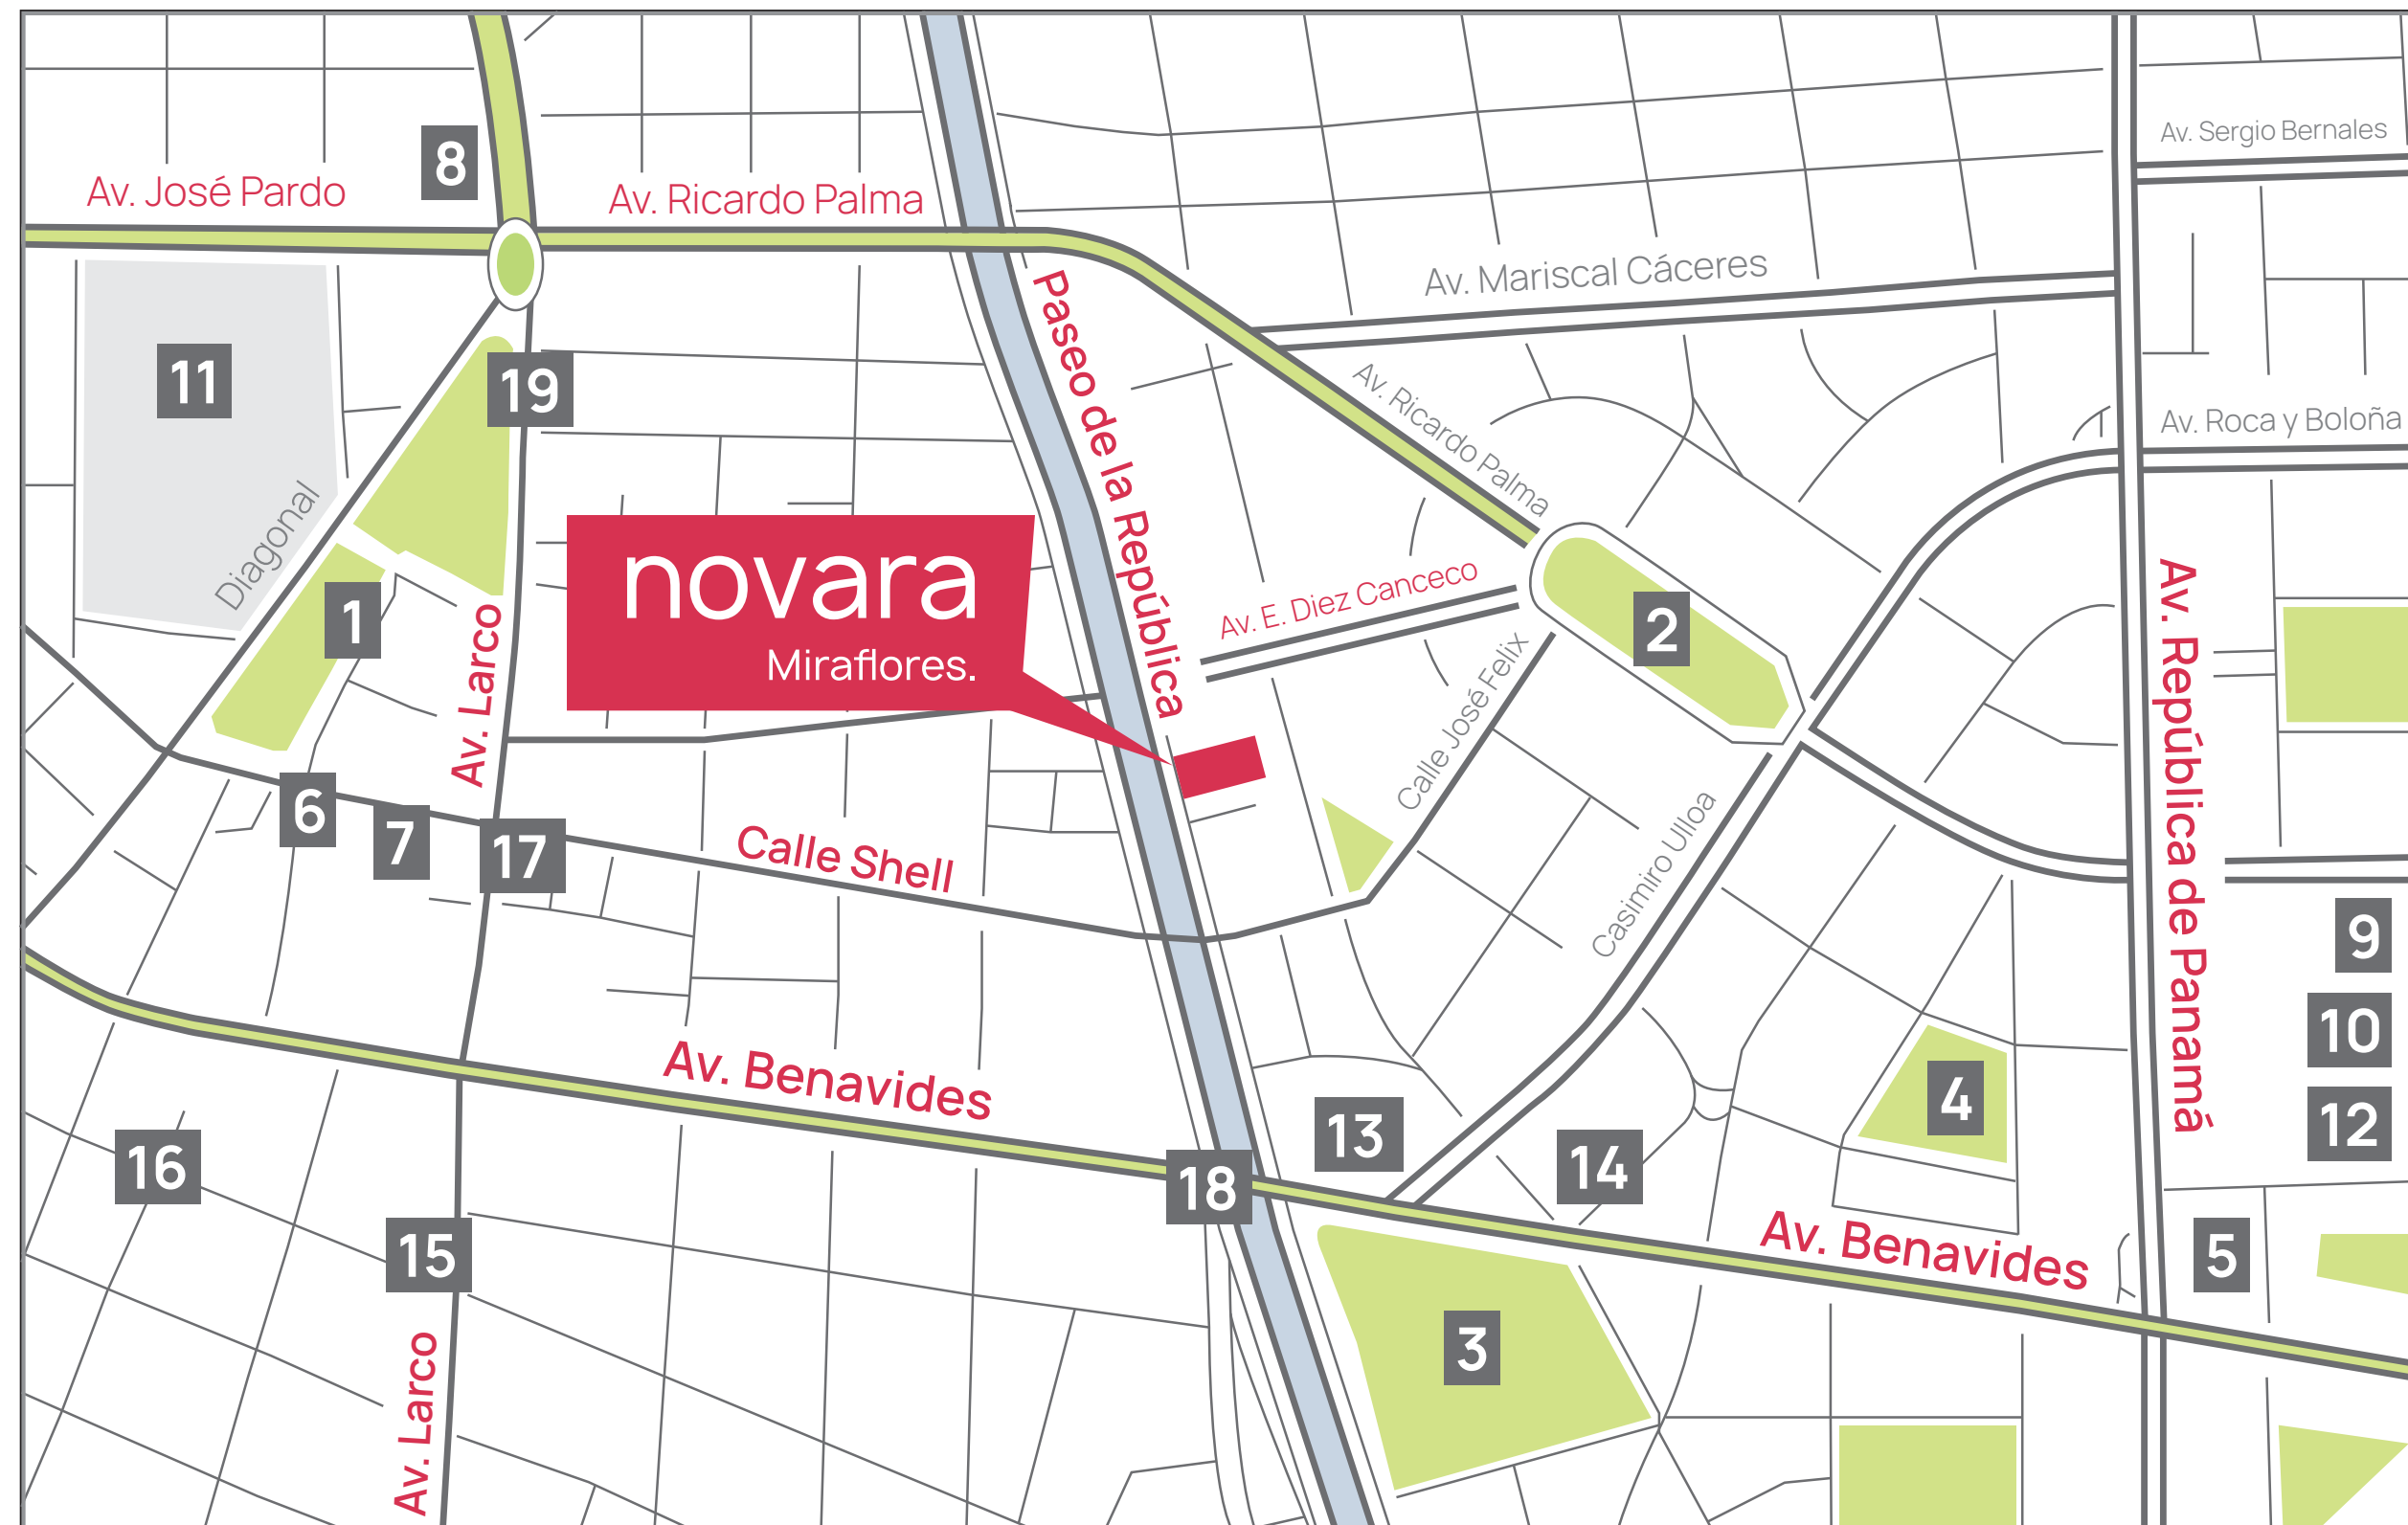 8
Av. José Pardo
Av. Ricardo Palma
Av. Sergio Bernales
Av. Mariscal Cáceres
11
19
Paseo de la República
Av. Ricardo Palma
Av. Roca y Boloña
Diagonal
novara
Miraflores.
1
Av. E. Diez Canceco
2
Av. Larco
Calle José Felix
Av. República de Panamá
6
7
17
Calle Shell
Casimiro Ulloa
9
10
12
Av. Benavides
4
13
14
16
18
15
Av. Benavides
5
3
Av. Larco